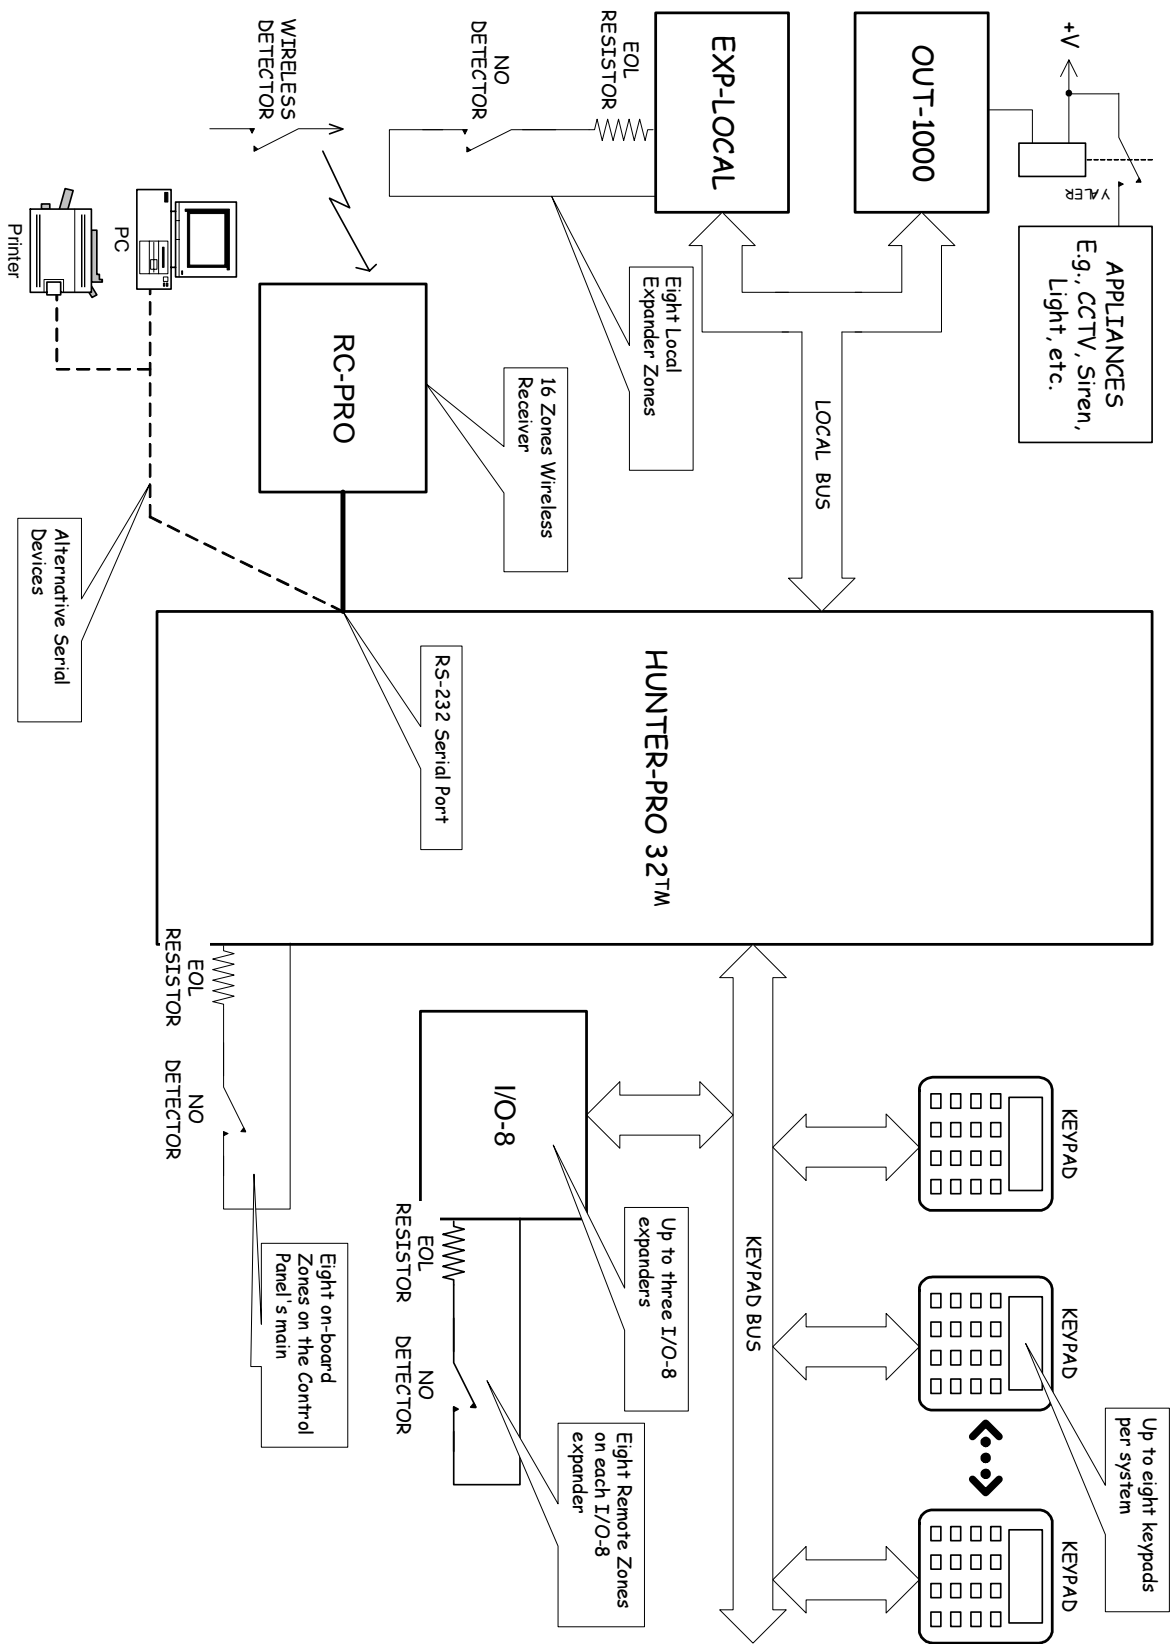 +V
YALER
APPLIANCES
E.g., CCTV, Siren,
Light, etc.
OUT-1000
EXP-LOCAL
EOL
RESISTOR
NO
DETECTOR
WIRELESS
DETECTOR
PC
Printer
LOCAL BUS
Eight Local
Expander Zones
16 Zones Wireless
Receiver
RC-PRO
Alternative Serial
Devices
HUNTER-PRO 32™
RS-232 Serial Port
Up to eight keypads
per system
KEYPAD
KEYPAD
KEYPAD
KEYPAD BUS
Up to three I/O-8
expanders
I/O-8
EOL
RESISTOR
NO
DETECTOR
Eight Remote Zones
on each I/O-8
expander
EOL
RESISTOR
NO
DETECTOR
Eight on-board
Zones on the Control
Panel's main